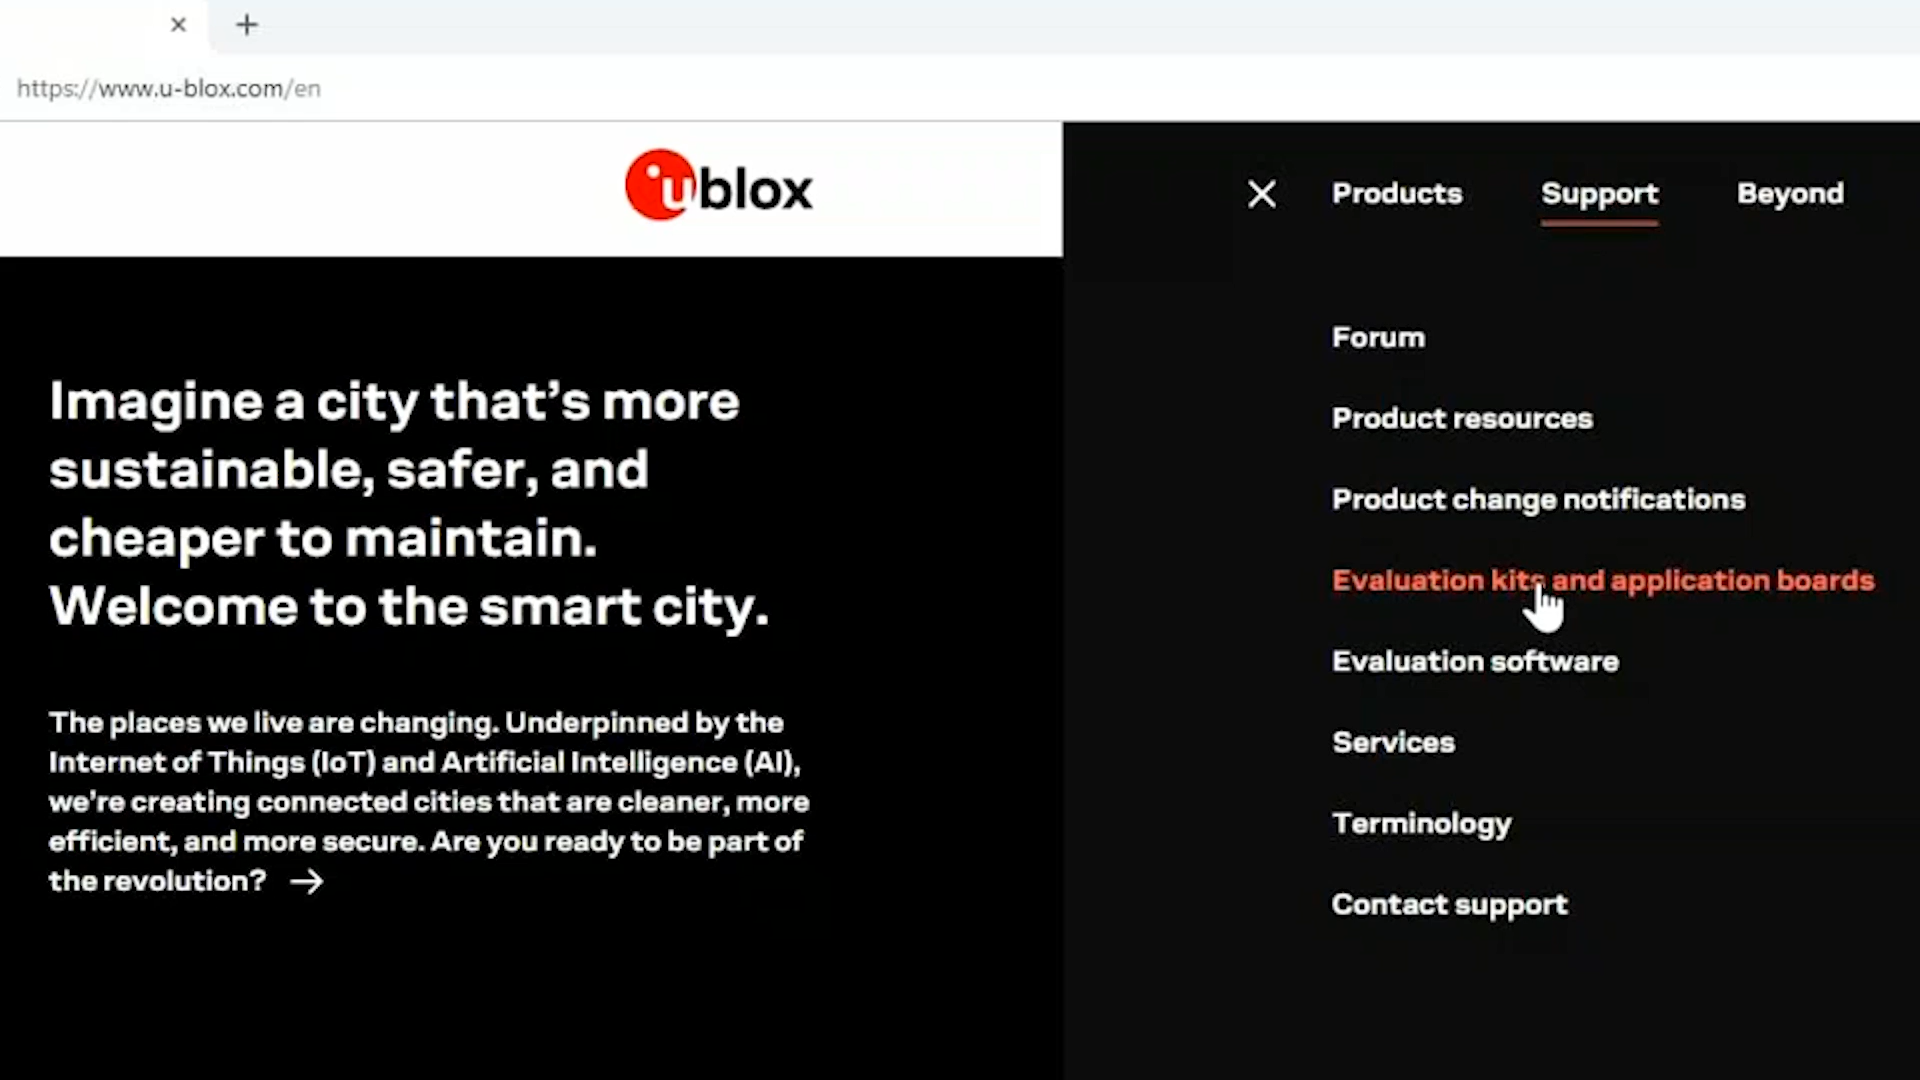 https://www.u-blox.com/en
ublox
Products Support Beyond
Imagine a city that's more
sustainable, safer, and
cheaper to maintain.
Welcome to the smart city.
The places we live are changing. Underpinned by the
Internet of Things (IoT) and Artificial Intelligence (AI),
we're creating connected cities that are cleaner, more
efficient, and more secure. Are you ready to be part of
the revolution?
Forum
Product resources
Product change notifications
Evaluation kits and application boards
Evaluation software
Services
Terminology
Contact support